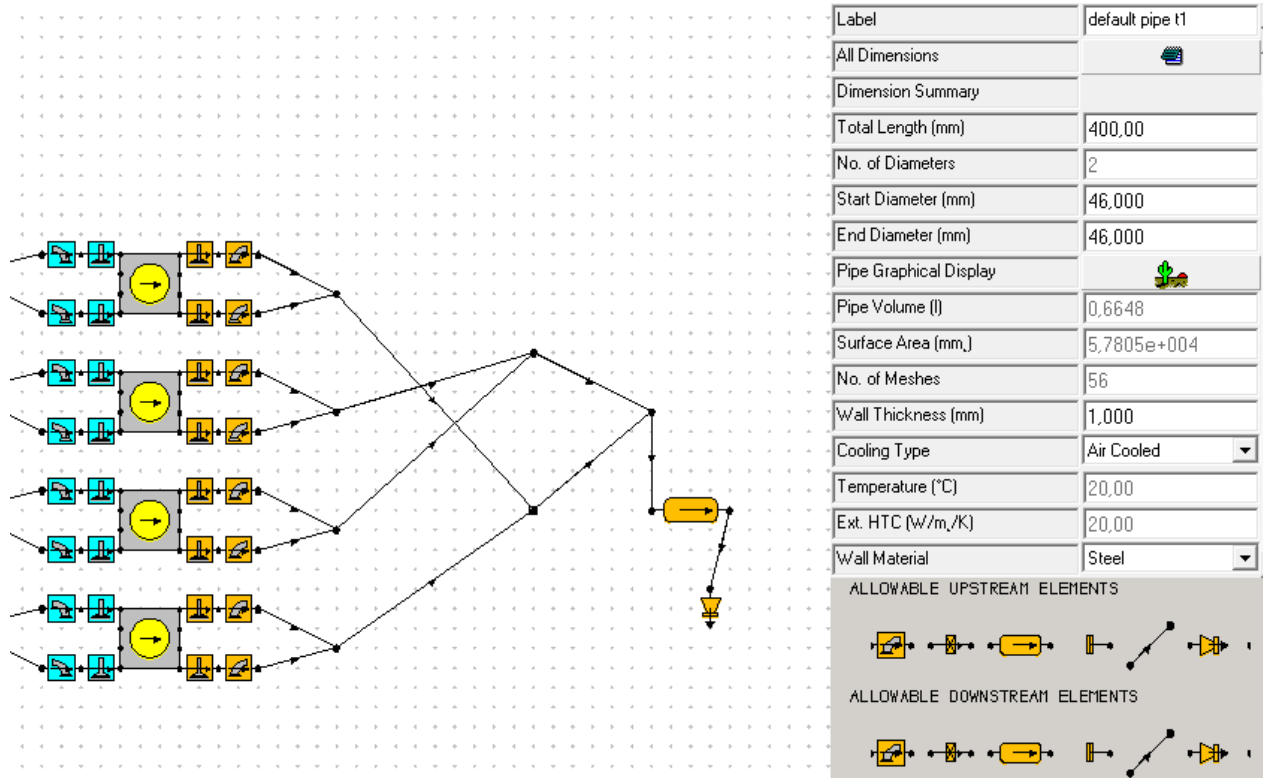 Label default pipe t1
All Dimensions
Dimension Summary
Total Length (mm) 400,00
No. of Diameters 2
Start Diameter (mm) 46,000
End Diameter (mm) 46,000
Pipe Graphical Display
Pipe Volume (l) 0,6648
Surface Area (mm,) 5,7805e+004
No. of Meshes 56
Wall Thickness (mm) 1,000
Cooling Type Air Cooled
Temperature (°C) 20,00
Ext. HTC (W/m,/K) 20,00
Wall Material Steel
ALLOWABLE UPSTREAM ELEMENTS
ALLOWABLE DOWNSTREAM ELEMENTS